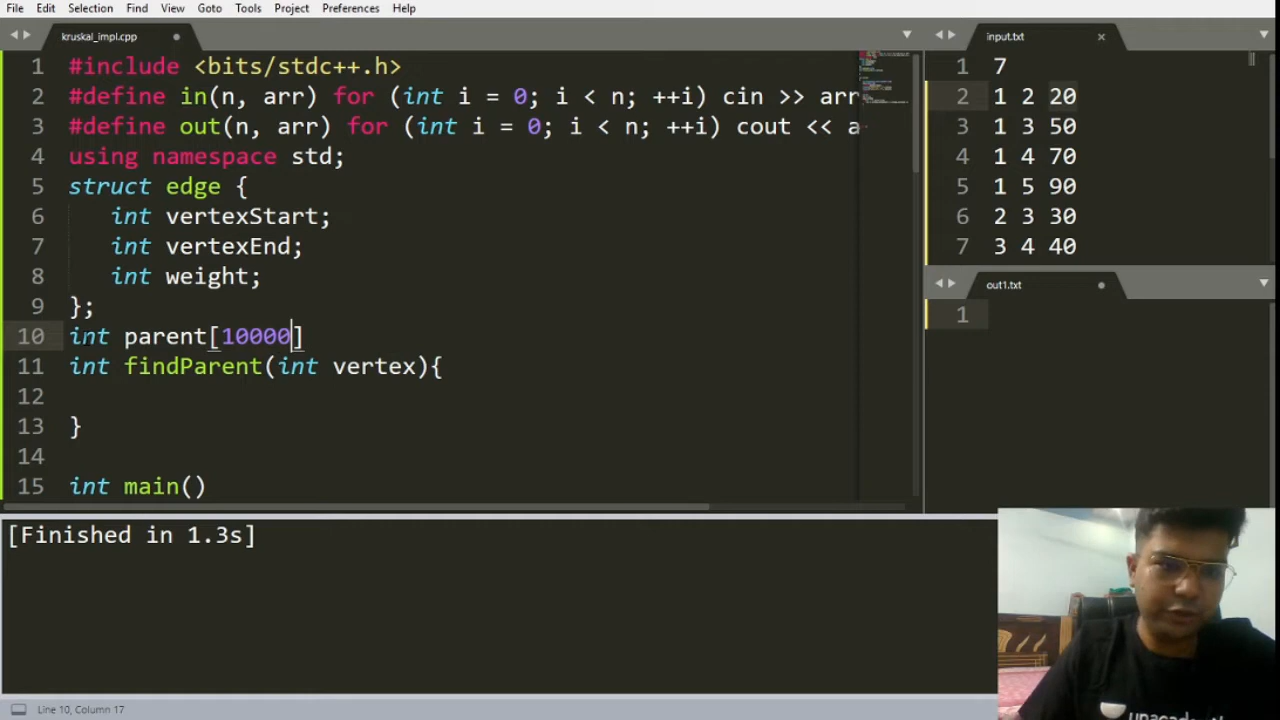 File Edit Selection Find View Goto Tools Project Preferences Help
kruskal_impl.cpp
1 #include <bits/stdc++.h>
2 #define in(n, arr) for (int i = 0; i < n; ++i) cin >> arr
3 #define out(n, arr) for (int i = 0; i < n; ++i) cout << a
4 using namespace std;
5 struct edge {
6 int vertexStart;
7 int vertexEnd;
8 int weight;
9 };
10 int parent[10000]
11 int findParent(int vertex){
12
13 }
14
15 int main()
input.txt
1 7
2 1 2 20
3 1 3 50
4 1 4 70
5 1 5 90
6 2 3 30
7 3 4 40
out1.txt
1
[Finished in 1.3s]
Line 10, Column 17